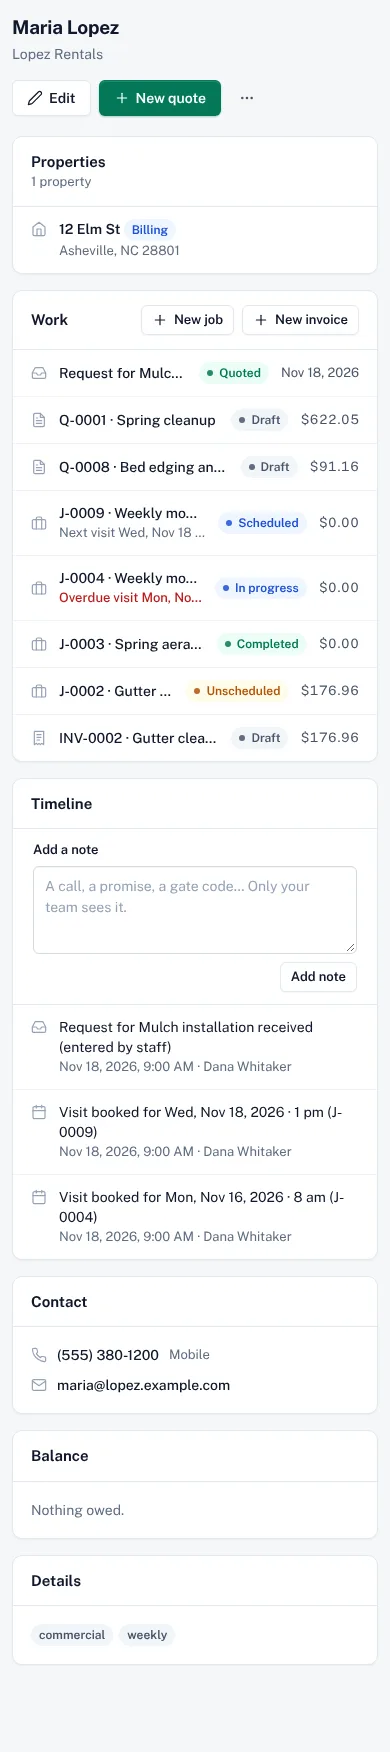 Maria Lopez
Lopez Rentals
Edit
New quote
Properties
1 property
12 Elm St Billing
Asheville, NC 28801
Work
New job
New invoice
Request for Mulc... Quoted Nov 18, 2026
Q-0001 · Spring cleanup Draft $622.05
Q-0008 · Bed edging an... Draft $91.16
J-0009 · Weekly mo... Scheduled $0.00
Next visit Wed, Nov 18 ...
J-0004 · Weekly mo... In progress $0.00
Overdue visit Mon, No...
J-0003 · Spring aera... Completed $0.00
J-0002 · Gutter ... Unscheduled $176.96
INV-0002 · Gutter clea... Draft $176.96
Timeline
Add a note
A call, a promise, a gate code... Only your
team sees it.
Add note
Request for Mulch installation received
(entered by staff)
Nov 18, 2026, 9:00 AM · Dana Whitaker
Visit booked for Wed, Nov 18, 2026 · 1 pm (J-
0009)
Nov 18, 2026, 9:00 AM · Dana Whitaker
Visit booked for Mon, Nov 16, 2026 · 8 am (J-
0004)
Nov 18, 2026, 9:00 AM · Dana Whitaker
Contact
(555) 380-1200 Mobile
maria@lopez.example.com
Balance
Nothing owed.
Details
commercial weekly